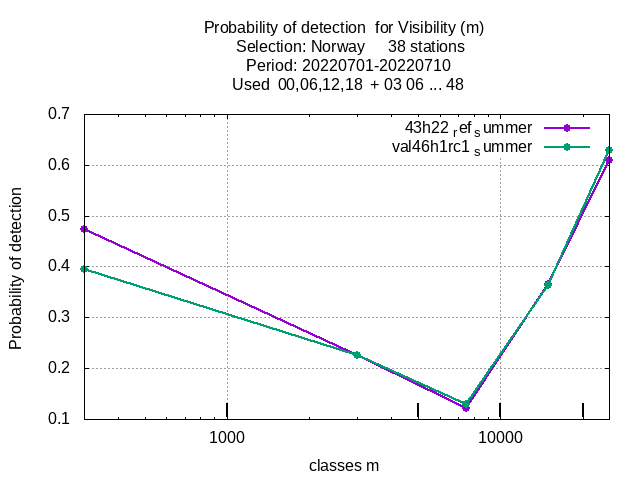 Probability of detection  for Visibility (m)
Selection: Norway     38 stations
Period: 20220701-20220710
Used  00,06,12,18  + 03 06 ... 48
43h22_ref_summer
val46h1rc1_summer
0.7
0.6
0.5
0.4
0.3
0.2
0.1
Probability of detection
1000
10000
classes m